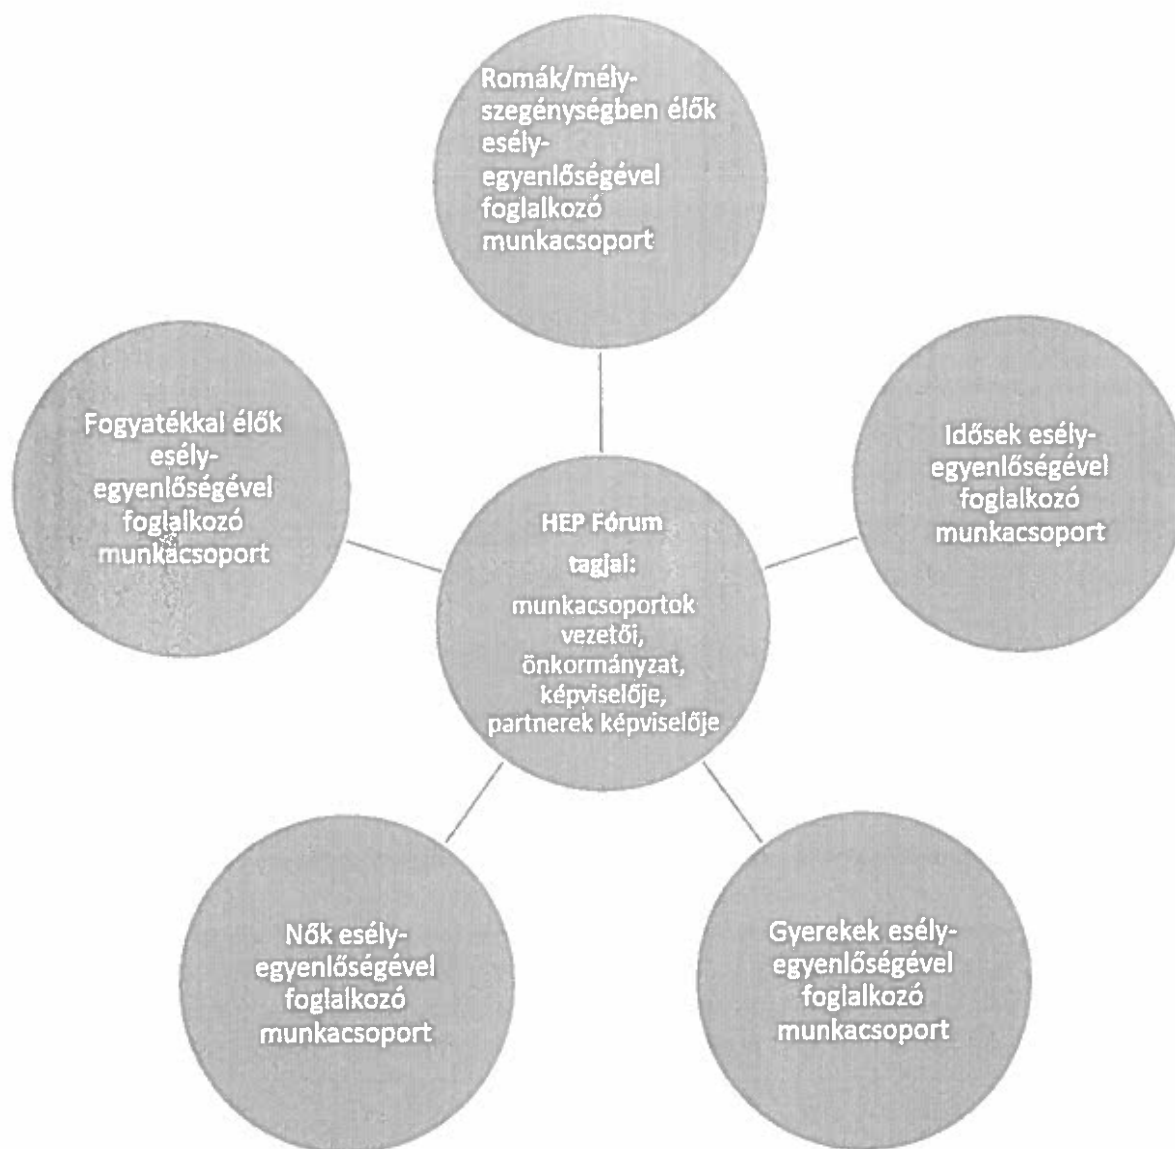 Romák/mély-
szegénységben élők
esély-
egyenlőségével
foglalkozó
munkacsoport
Fogyatékkal élők
esély-
egyenlőségével
foglalkozó
munkacsoport
Idősek esély-
egyenlőségével
foglalkozó
munkacsoport
HEP Fórum
tagjai:
munkacsoportok
vezetői,
önkormányzat,
képviselője,
partnerek képviselője
Nők esély-
egyenlőségével
foglalkozó
munkacsoport
Gyerekek esély-
egyenlőségével
foglalkozó
munkacsoport